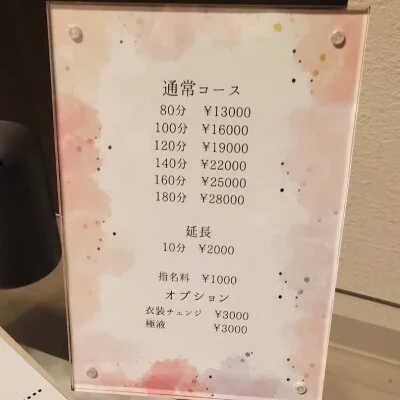 通常コース
80分 ¥13000
100分 ¥16000
120分 ¥19000
140分 ¥22000
160分 ¥25000
180分 ¥28000
延長
10分 ¥2000
指名料 ¥1000
オプション
衣装チェンジ ¥3000
極液 ¥3000